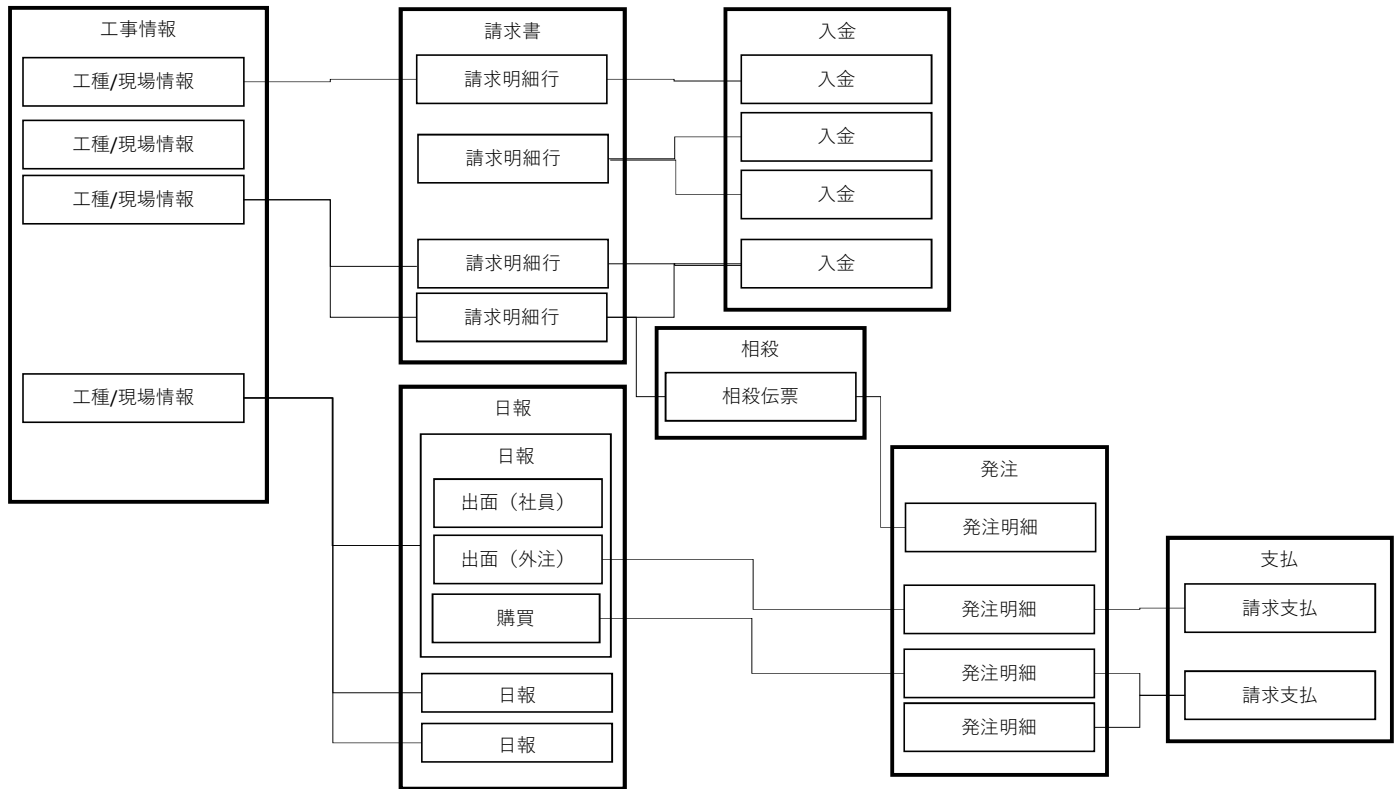 工事情報
工種/現場情報
工種/現場情報
工種/現場情報
工種/現場情報
請求書
請求明細行
請求明細行
請求明細行
請求明細行
入金
入金
入金
入金
入金
相殺
相殺伝票
日報
日報
出面（社員）
出面（外注）
購買
日報
日報
発注
発注明細
発注明細
発注明細
発注明細
支払
請求支払
請求支払